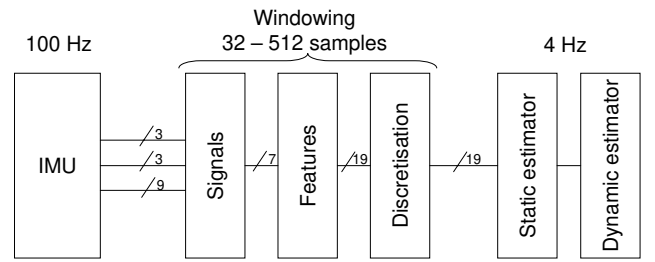 Windowing
100 Hz
32 – 512 samples
4 Hz
IMU
3
3
9
Signals
7
Features
19
Discretisation
19
Static estimator
Dynamic estimator